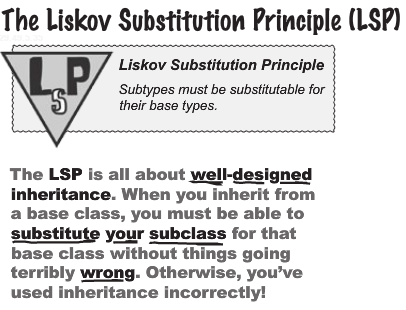 The Liskov Substitution Principle (LSP)
LSP
Liskov Substitution Principle
Subtypes must be substitutable for
their base types.
The LSP is all about well-designed
inheritance. When you inherit from
a base class, you must be able to
substitute your subclass for that
base class without things going
terribly wrong. Otherwise, you’ve
used inheritance incorrectly!